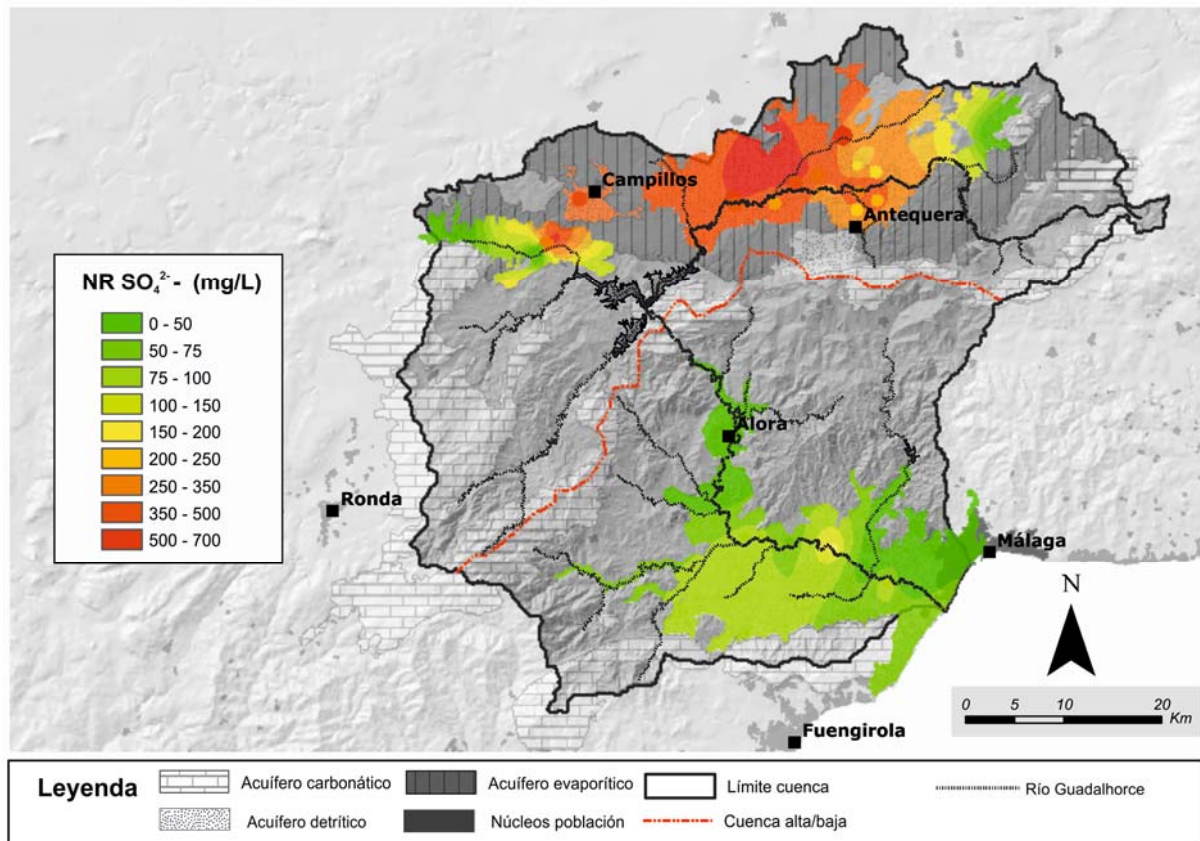 Campillos
Antequera
NR SO₄²⁻ - (mg/L)
0 - 50
50 - 75
75 - 100
100 - 150
150 - 200
200 - 250
250 - 350
350 - 500
500 - 700
Álora
Ronda
Málaga
N
0 5 10 20
Km
Fuengirola
Leyenda
Acuífero carbonático
Acuífero evaporítico
Límite cuenca
Río Guadalhorce
Acuífero detrítico
Núcleos población
Cuenca alta/baja